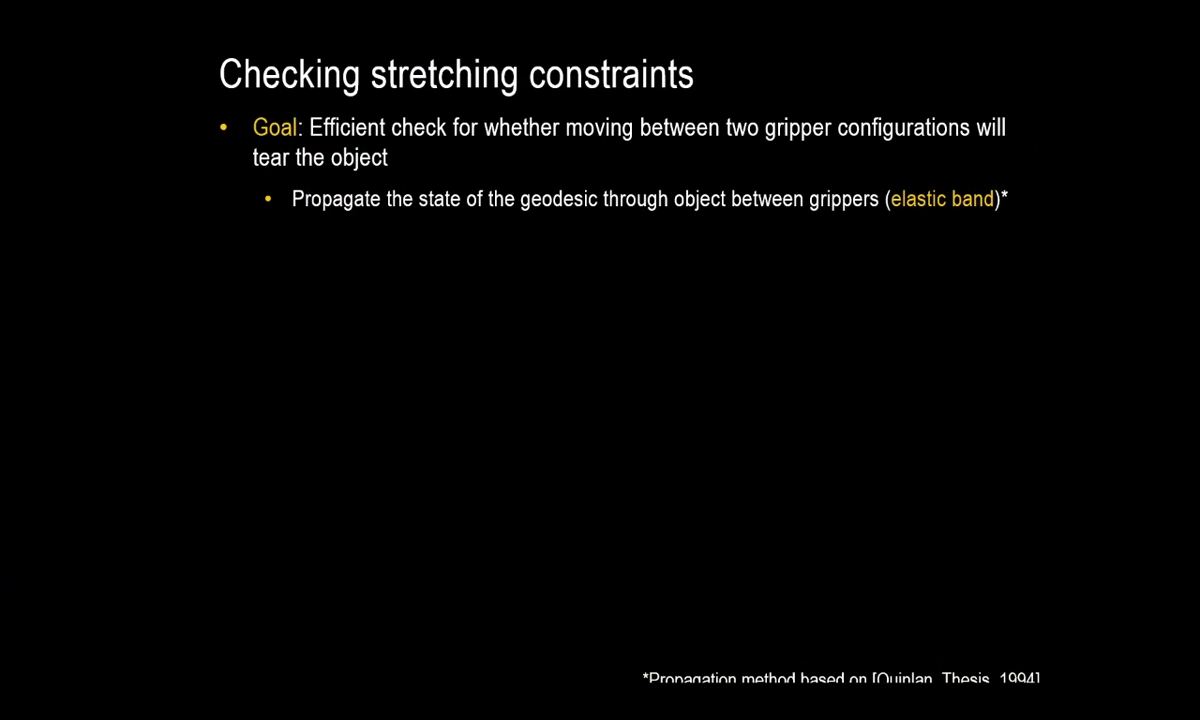 Checking stretching constraints
• Goal: Efficient check for whether moving between two gripper configurations will
tear the object
• Propagate the state of the geodesic through object between grippers (elastic band)*
*Propagation method based on [Quinlan, Thesis, 1994]